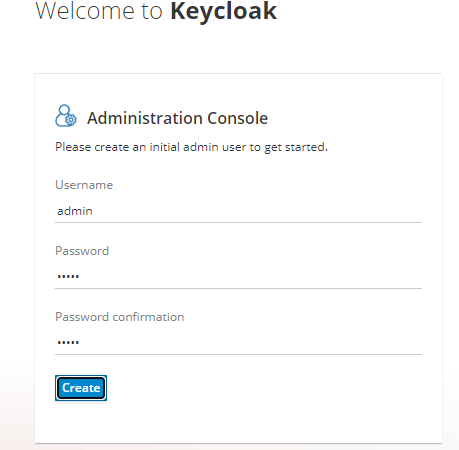 Welcome to Keycloak
Administration Console
Please create an initial admin user to get started.
Username
admin
Password
•••••
Password confirmation
•••••
Create